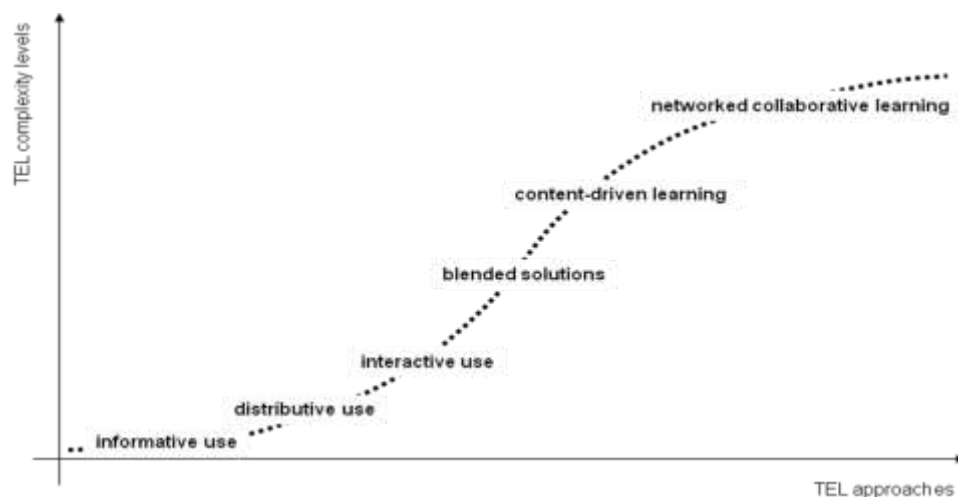 TEL complexity levels
networked collaborative learning
content-driven learning
blended solutions
interactive use
distributive use
informative use
TEL approaches